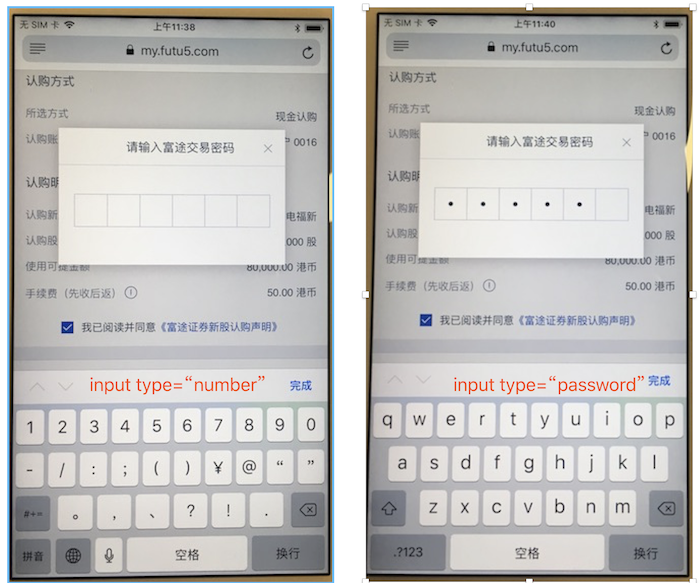 无 SIM 卡 上午11:38
my.futu5.com
认购方式
所选方式 现金认购
认购账 户 0016
请输入富途交易密码 ×
认购明
认购新 电福新
认购股 000 股
使用可提金额 80,000.00 港币
手续费（先收后返） 50.00 港币
我已阅读并同意《富途证券新股认购声明》
input type=“number” 完成
1 2 3 4 5 6 7 8 9 0
- / : ; ( ) ¥ @ “ ”
#+= 。 , 、 ? ! .
拼音 空格 换行
无 SIM 卡 上午11:40
my.futu5.com
认购方式
所选方式 现金认购
认购账 户 0016
请输入富途交易密码 ×
认购明
认购新 电福新
认购股 000 股
使用可提金额 80,000.00 港币
手续费（先收后返） 50.00 港币
我已阅读并同意《富途证券新股认购声明》
input type=“password” 完成
q w e r t y u i o p
a s d f g h j k l
z x c v b n m
.?123 空格 换行